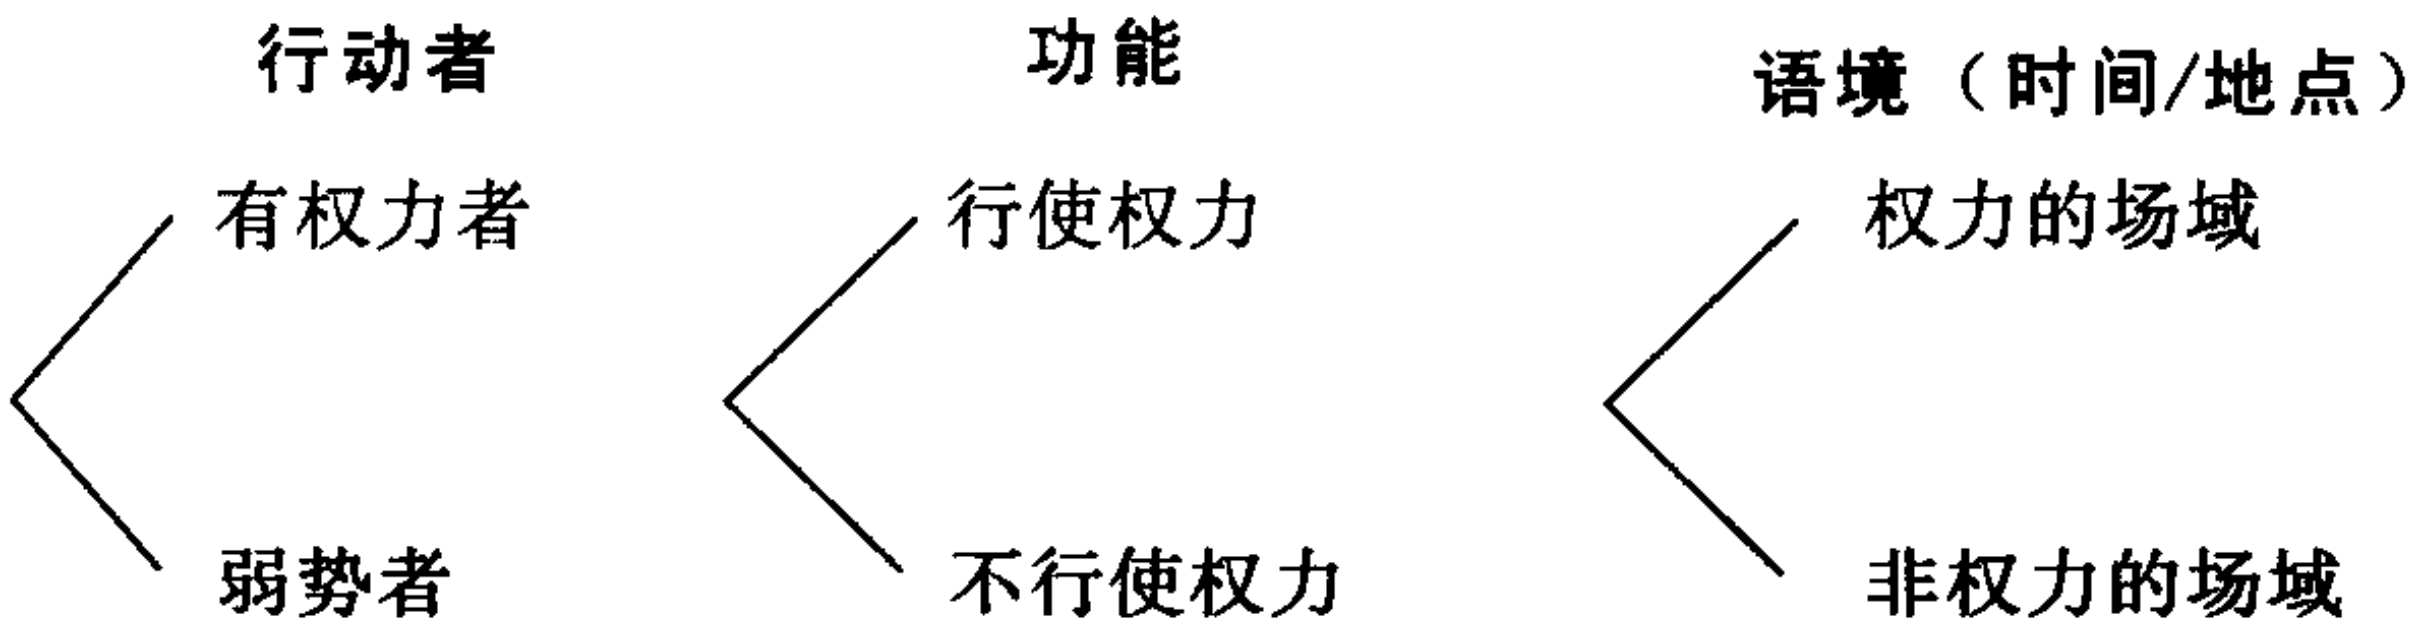 行动者
功能
语境（时间/地点）
有权力者
行使权力
权力的场域
弱势者
不行使权力
非权力的场域